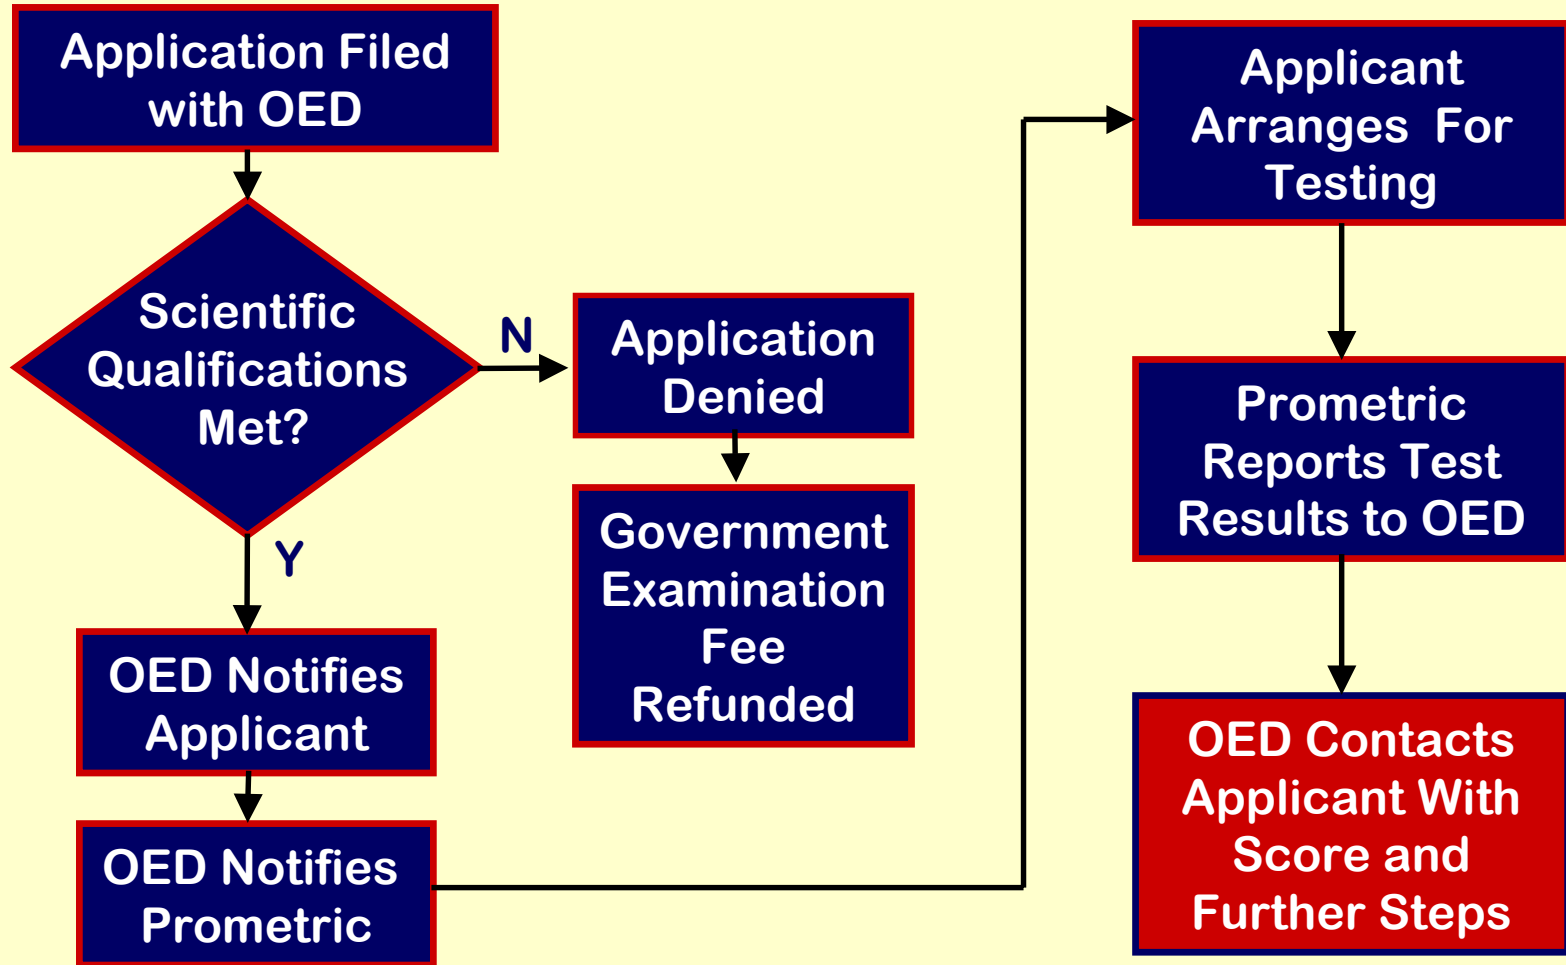 Application Filed
with OED
Scientific
Qualifications
Met?
N
Application
Denied
Government
Examination
Fee
Refunded
Y
OED Notifies
Applicant
OED Notifies
Prometric
Applicant
Arranges For
Testing
Prometric
Reports Test
Results to OED
OED Contacts
Applicant With
Score and
Further Steps